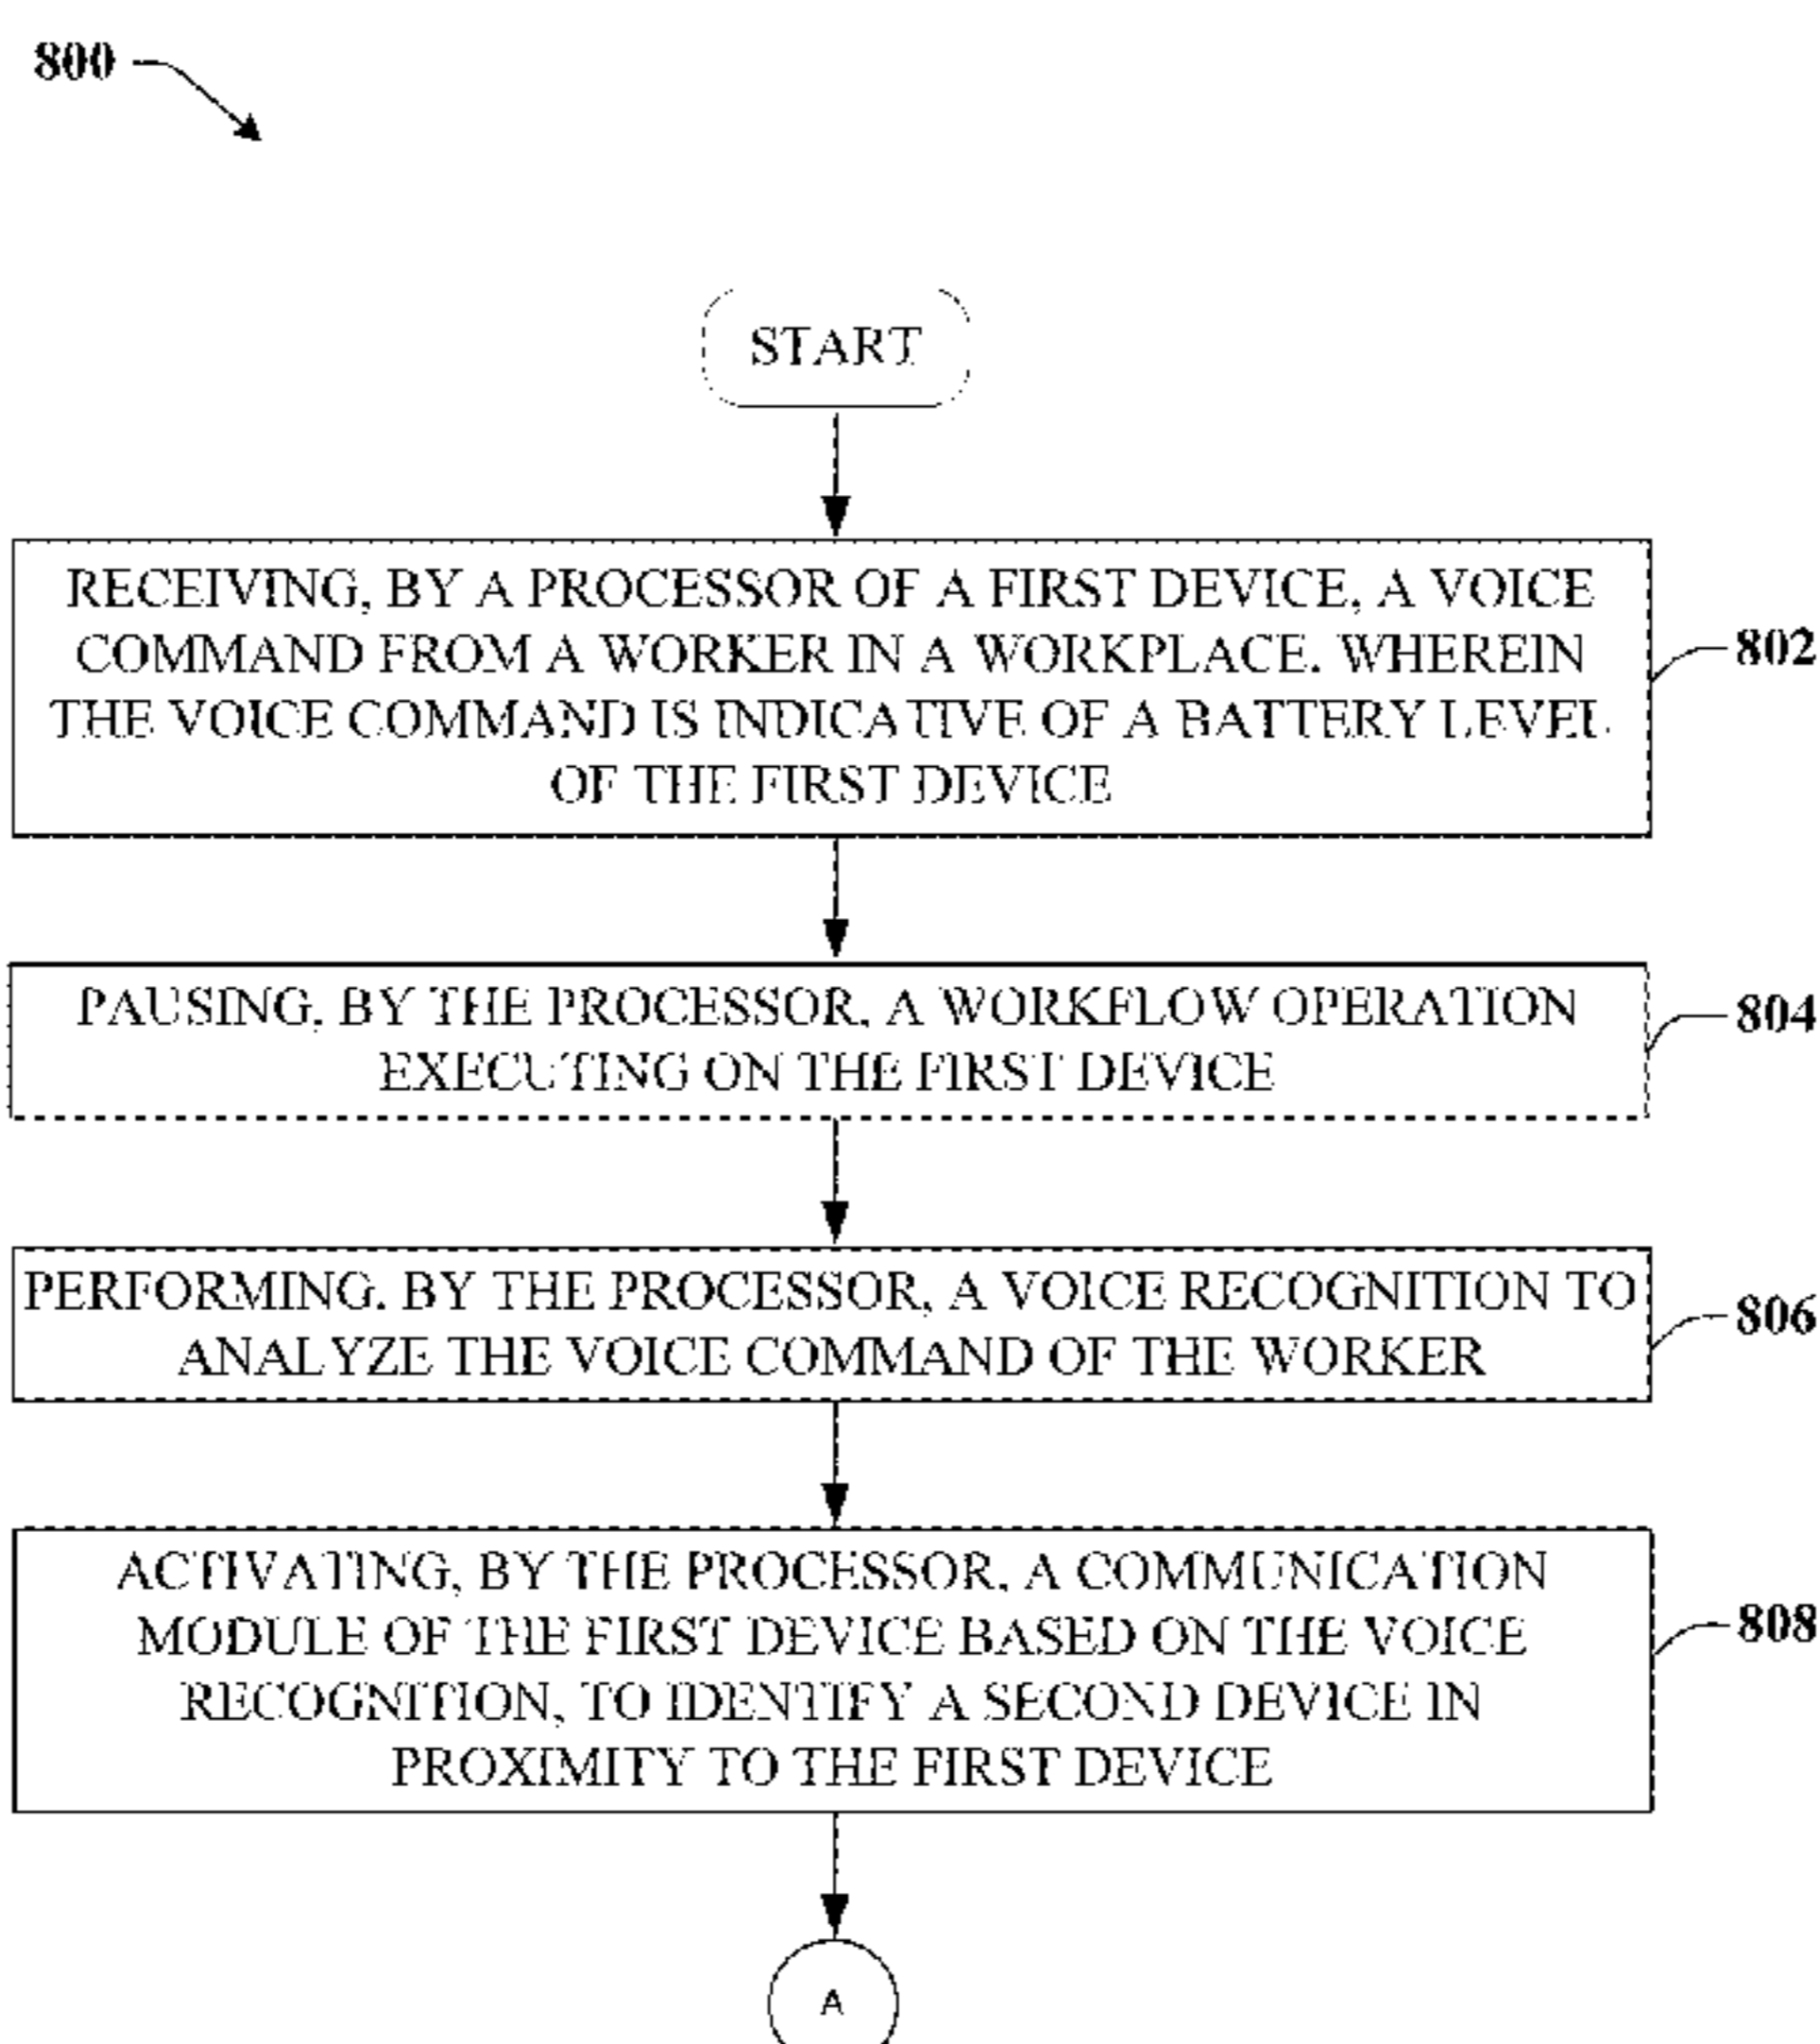 800
START
RECEIVING, BY A PROCESSOR OF A FIRST DEVICE, A VOICE
COMMAND FROM A WORKER IN A WORKPLACE, WHEREIN
THE VOICE COMMAND IS INDICATIVE OF A BATTERY LEVEL
OF THE FIRST DEVICE
802
PAUSING, BY THE PROCESSOR, A WORKFLOW OPERATION
EXECUTING ON THE FIRST DEVICE
804
PERFORMING, BY THE PROCESSOR, A VOICE RECOGNITION TO
ANALYZE THE VOICE COMMAND OF THE WORKER
806
ACTIVATING, BY THE PROCESSOR, A COMMUNICATION
MODULE OF THE FIRST DEVICE BASED ON THE VOICE
RECOGNITION, TO IDENTIFY A SECOND DEVICE IN
PROXIMITY TO THE FIRST DEVICE
808
A